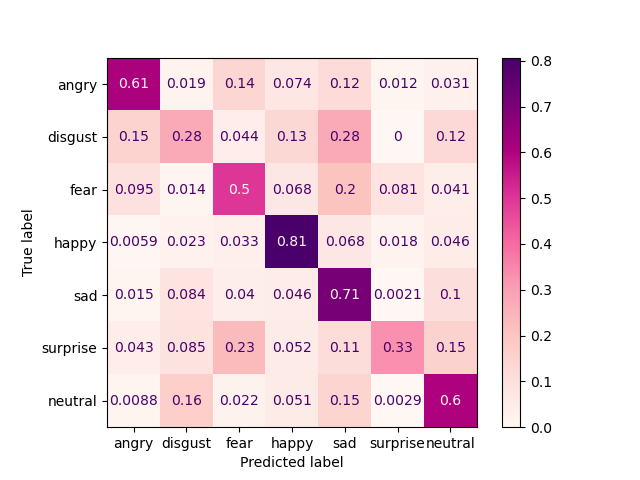 angry 0.61 0.019 0.14 0.074 0.12 0.012 0.031
disgust 0.15 0.28 0.044 0.13 0.28 0 0.12
fear 0.095 0.014 0.5 0.068 0.2 0.081 0.041
happy 0.0059 0.023 0.033 0.81 0.068 0.018 0.046
sad 0.015 0.084 0.04 0.046 0.71 0.0021 0.1
surprise 0.043 0.085 0.23 0.052 0.11 0.33 0.15
neutral 0.0088 0.16 0.022 0.051 0.15 0.0029 0.6
angry disgust fear happy sad surprise neutral
Predicted label
True label
0.8
0.7
0.6
0.5
0.4
0.3
0.2
0.1
0.0